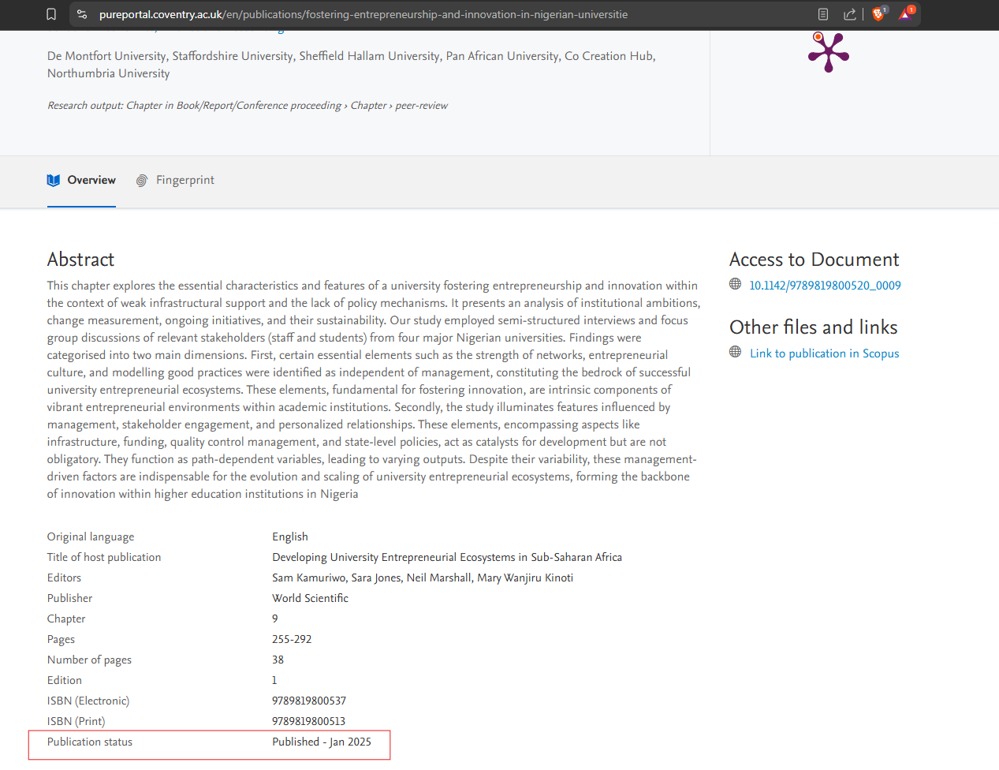 pureportal.coventry.ac.uk/en/publications/fostering-entrepreneurship-and-innovation-in-nigerian-universitie
1
1
De Montfort University, Staffordshire University, Sheffield Hallam University, Pan African University, Co Creation Hub,
Northumbria University
Research output: Chapter in Book/Report/Conference proceeding › Chapter › peer-review
Overview
Fingerprint
Abstract
This chapter explores the essential characteristics and features of a university fostering entrepreneurship and innovation within
the context of weak infrastructural support and the lack of policy mechanisms. It presents an analysis of institutional ambitions,
change measurement, ongoing initiatives, and their sustainability. Our study employed semi-structured interviews and focus
group discussions of relevant stakeholders (staff and students) from four major Nigerian universities. Findings were
categorised into two main dimensions. First, certain essential elements such as the strength of networks, entrepreneurial
culture, and modelling good practices were identified as independent of management, constituting the bedrock of successful
university entrepreneurial ecosystems. These elements, fundamental for fostering innovation, are intrinsic components of
vibrant entrepreneurial environments within academic institutions. Secondly, the study illuminates features influenced by
management, stakeholder engagement, and personalized relationships. These elements, encompassing aspects like
infrastructure, funding, quality control management, and state-level policies, act as catalysts for development but are not
obligatory. They function as path-dependent variables, leading to varying outputs. Despite their variability, these management-
driven factors are indispensable for the evolution and scaling of university entrepreneurial ecosystems, forming the backbone
of innovation within higher education institutions in Nigeria
Access to Document
10.1142/9789819800520_0009
Other files and links
Link to publication in Scopus
Original language English
Title of host publication Developing University Entrepreneurial Ecosystems in Sub-Saharan Africa
Editors Sam Kamuriwo, Sara Jones, Neil Marshall, Mary Wanjiru Kinoti
Publisher World Scientific
Chapter 9
Pages 255-292
Number of pages 38
Edition 1
ISBN (Electronic) 9789819800537
ISBN (Print) 9789819800513
Publication status Published - Jan 2025